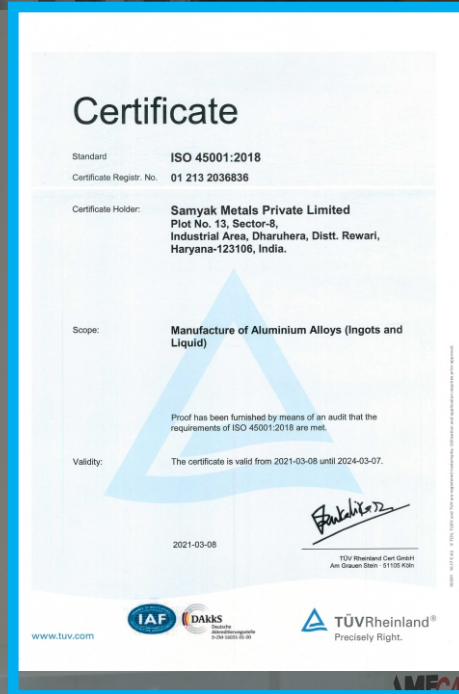 Certificate
Standard ISO 45001:2018
Certificate Registr. No. 01 213 2036836
Certificate Holder: Samyak Metals Private Limited
Plot No. 13, Sector-8,
Industrial Area, Dharuhera, Distt. Rewari,
Haryana-123106, India.
Scope: Manufacture of Aluminium Alloys (Ingots and
Liquid)
Proof has been furnished by means of an audit that the
requirements of ISO 45001:2018 are met.
Validity: The certificate is valid from 2021-03-08 until 2024-03-07.
2021-03-08
TÜV Rheinland Cert GmbH
Am Grauen Stein · 51105 Köln
www.tuv.com
IAF
DAkkS
Deutsche
Akkreditierungsstelle
TÜVRheinland®
Precisely Right.